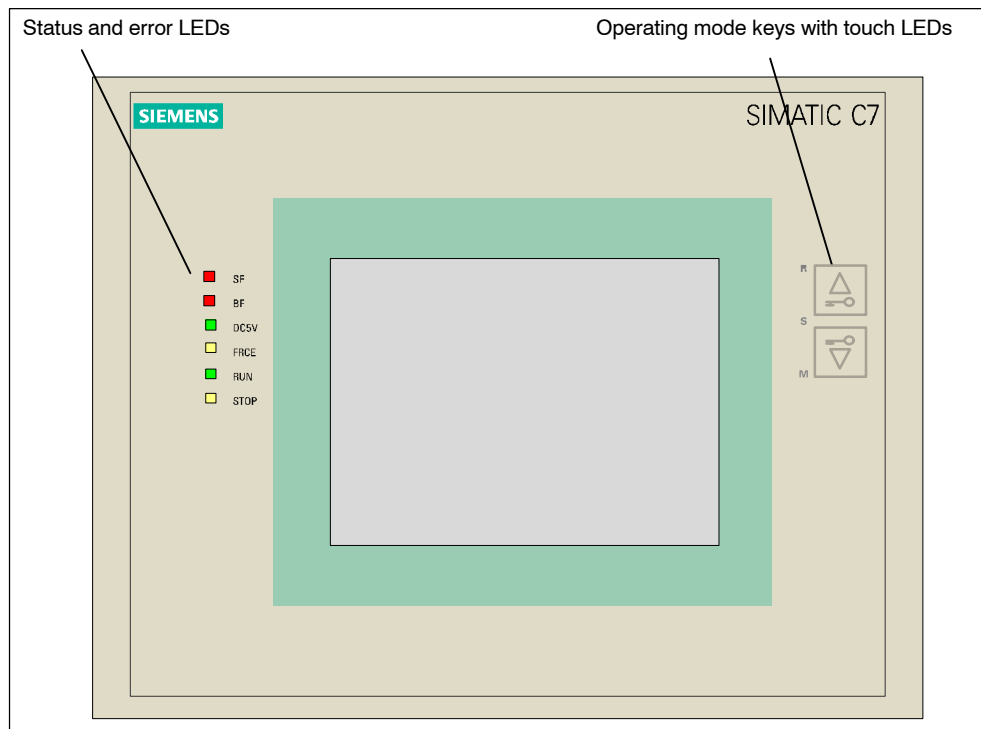 Status and error LEDs
Operating mode keys with touch LEDs
SIEMENS
SIMATIC C7
SF
BF
DC5V
FRCE
RUN
STOP
R
S
M